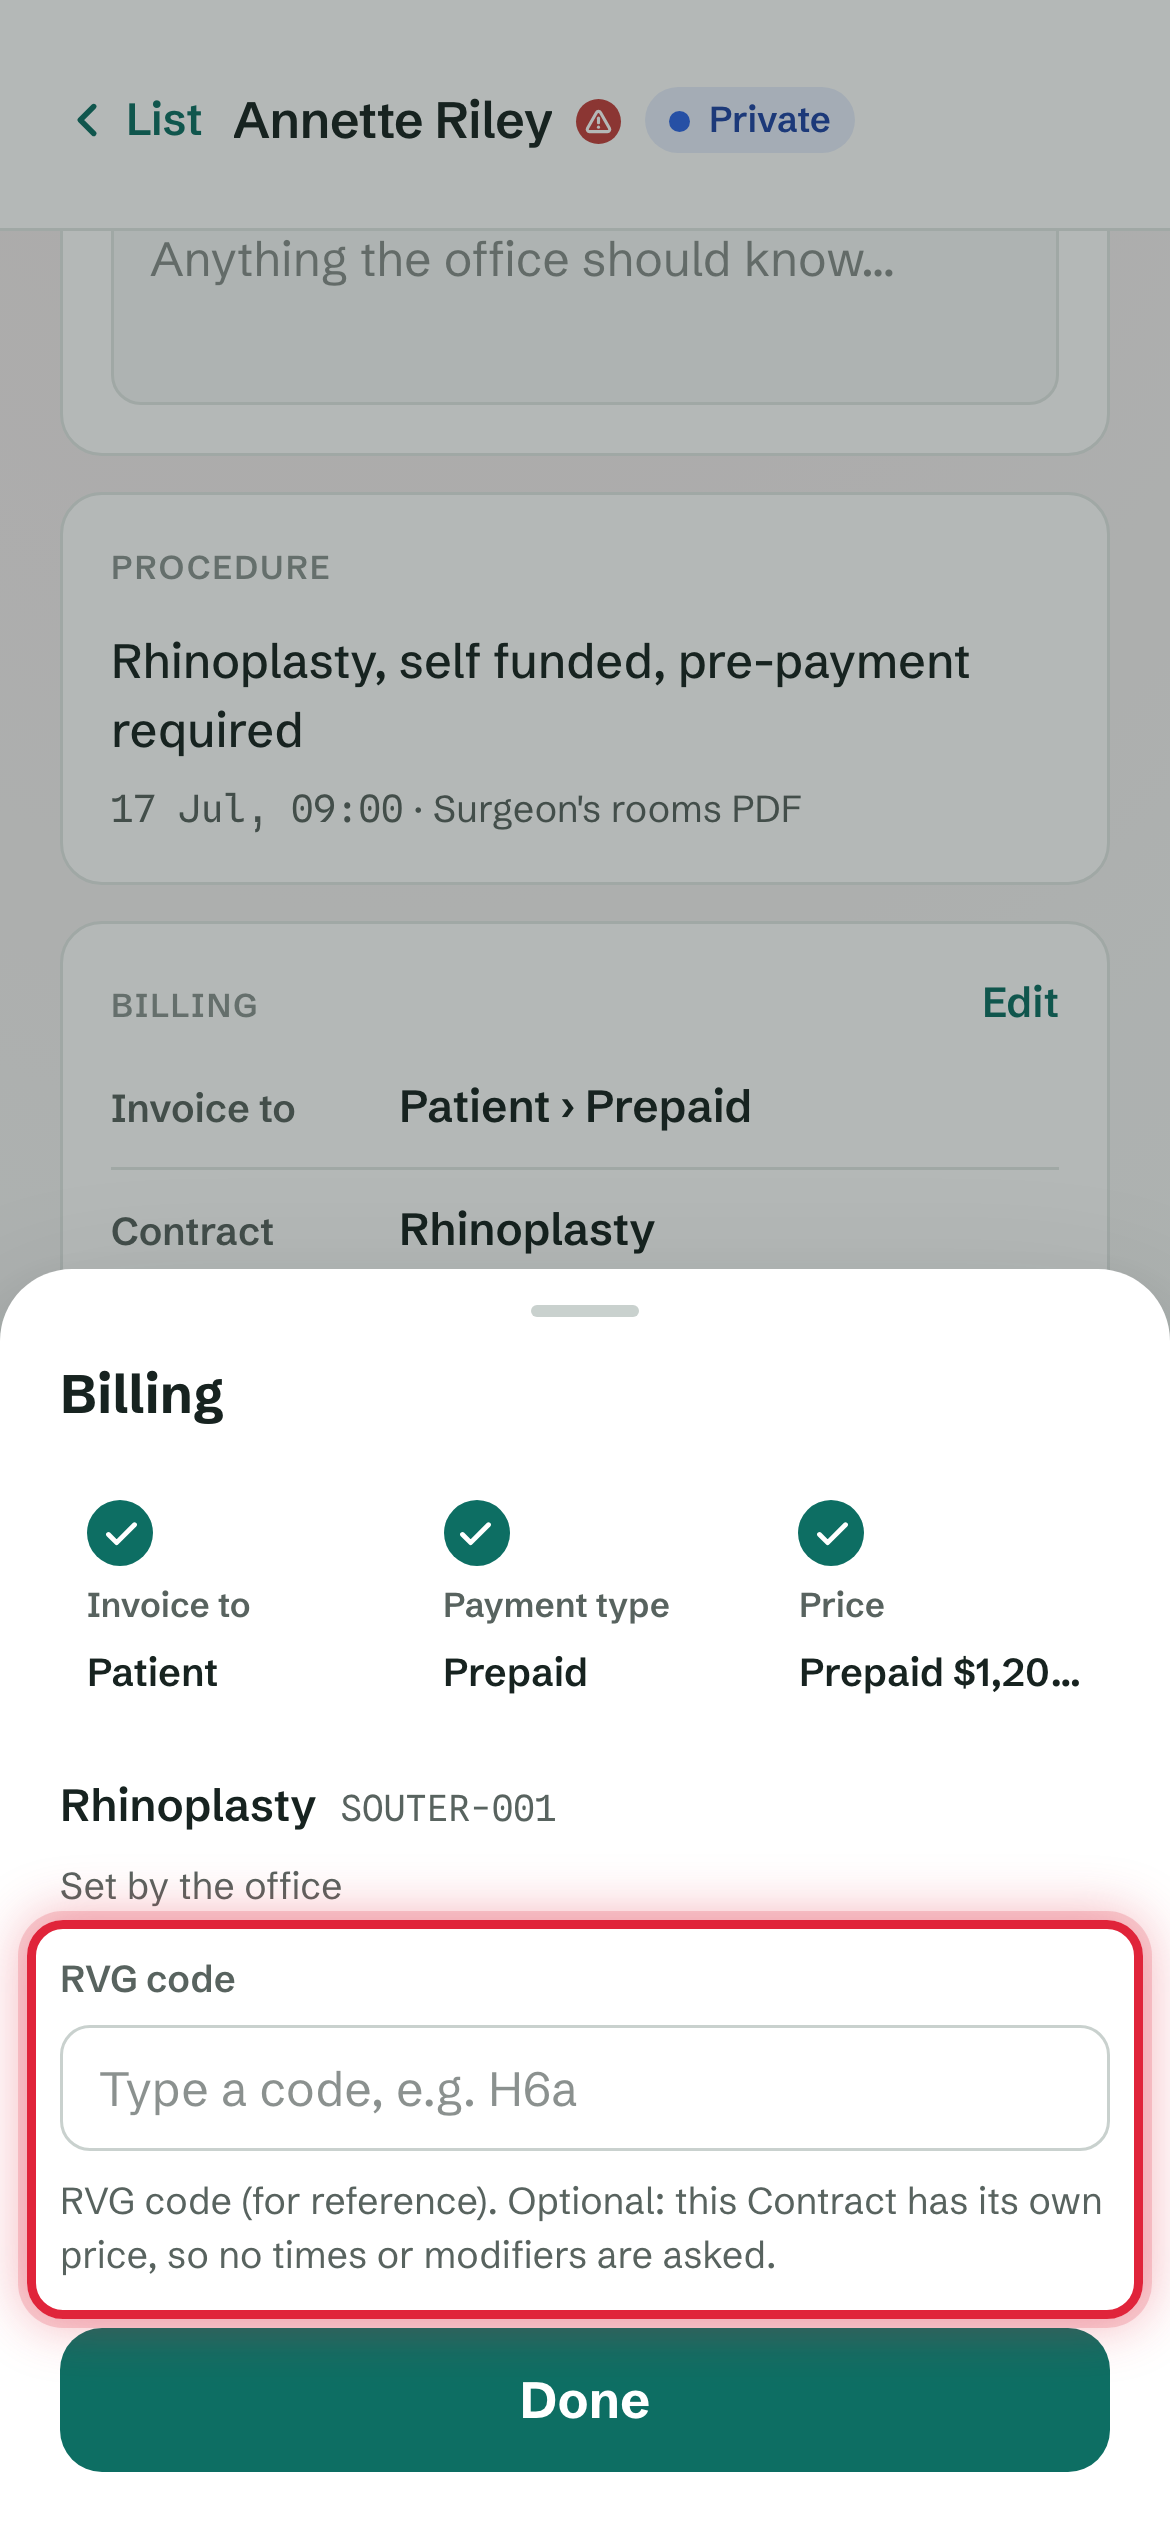 List Annette Riley Private
Anything the office should know...
PROCEDURE
Rhinoplasty, self funded, pre-payment
required
17 Jul, 09:00 · Surgeon's rooms PDF
BILLING Edit
Invoice to Patient › Prepaid
Contract Rhinoplasty
Billing
Invoice to Payment type Price
Patient Prepaid Prepaid $1,20...
Rhinoplasty SOUTER-001
Set by the office
RVG code
Type a code, e.g. H6a
RVG code (for reference). Optional: this Contract has its own
price, so no times or modifiers are asked.
Done